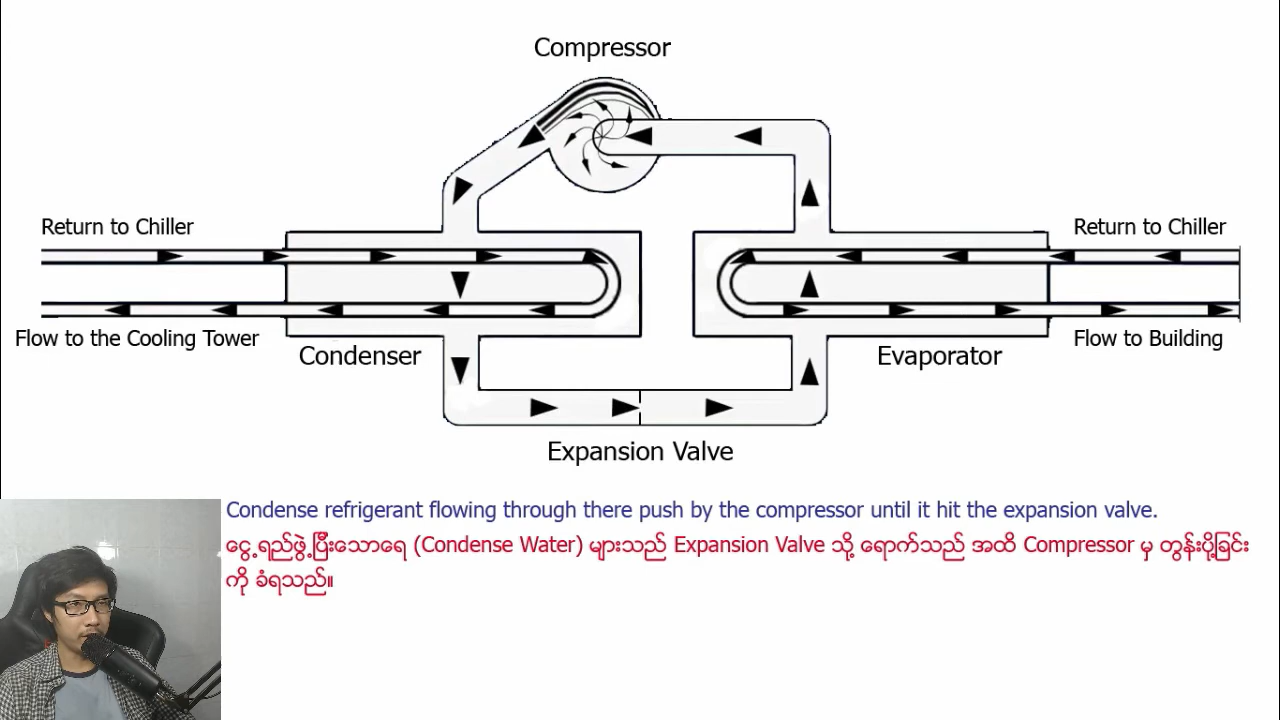 Compressor
Return to Chiller
Return to Chiller
Flow to the Cooling Tower
Condenser
Evaporator
Flow to Building
Expansion Valve
Condense refrigerant flowing through there push by the compressor until it hit the expansion valve.
ငွေ့ရည်ဖွဲ့ပြီးသောရေ (Condense Water) များသည် Expansion Valve သို့ ရောက်သည် အထိ Compressor မှ တွန်းပို့ခြင်း
ကို ခံရသည်။